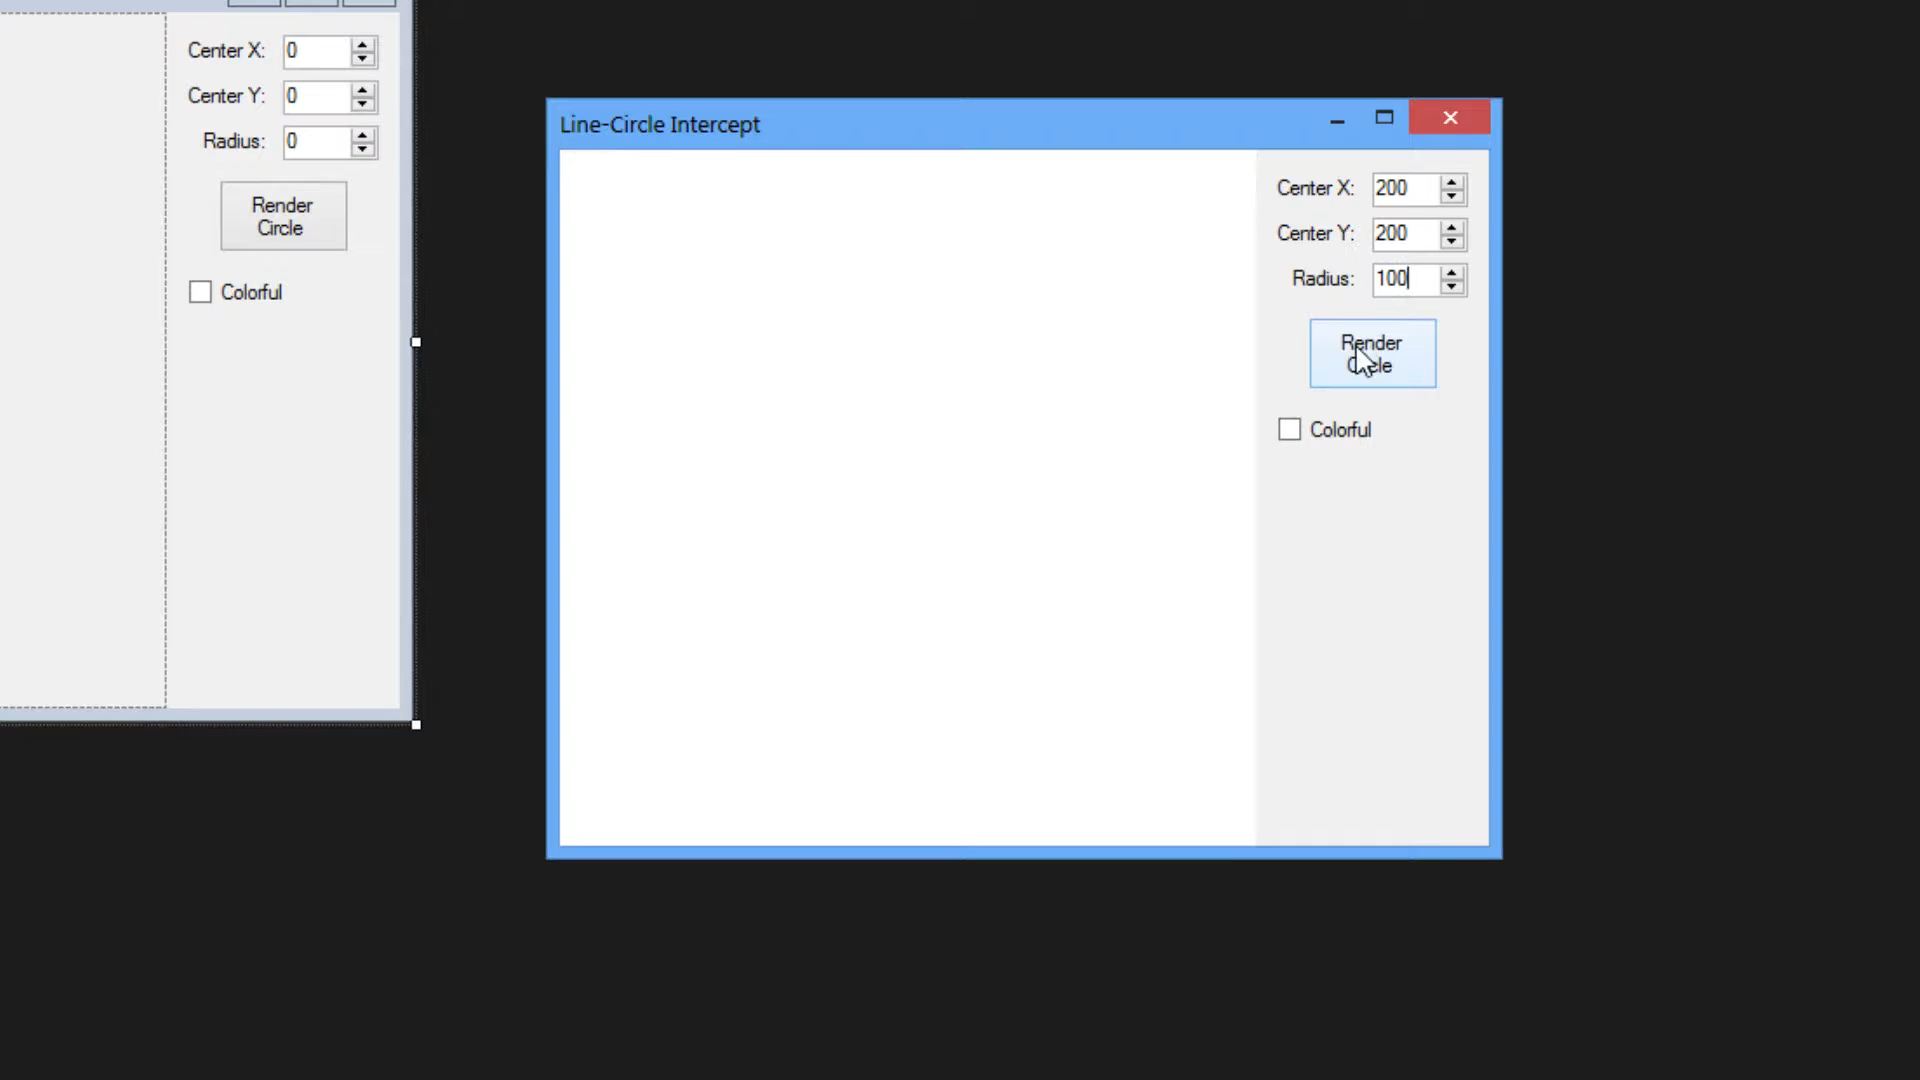 Center X: 0
Center Y: 0
Radius: 0
Render
Circle
Colorful
Line-Circle Intercept
Center X: 200
Center Y: 200
Radius: 100
Render
Circle
Colorful